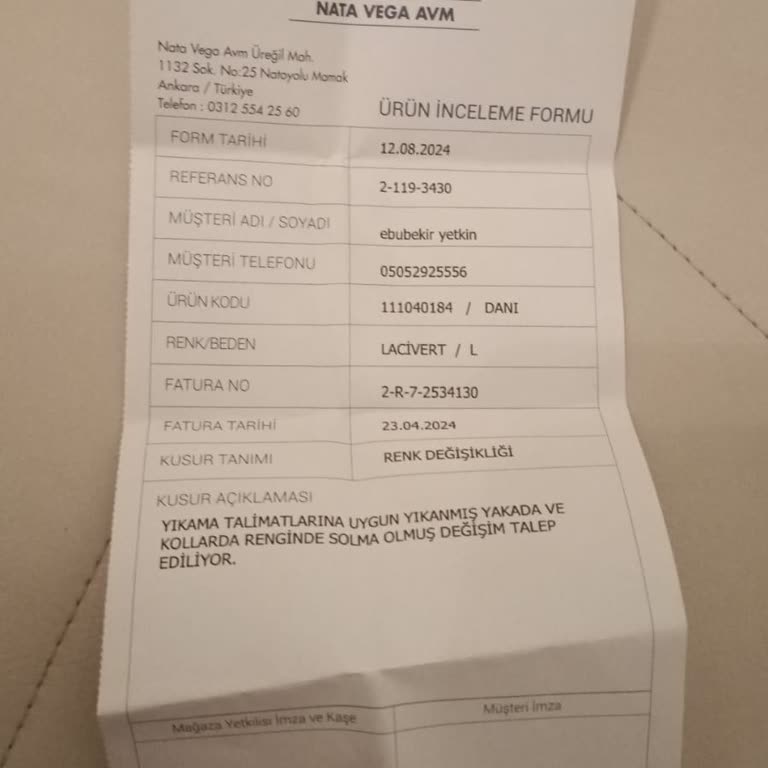 NATA VEGA AVM
Nata Vega Avm Üreğil Mah.
1132 Sok. No:25 Natoyolu Mamak
Ankara / Türkiye
Telefon : 0312 554 25 60
ÜRÜN İNCELEME FORMU
FORM TARİHİ 12.08.2024
REFERANS NO 2-119-3430
MÜŞTERİ ADI / SOYADI ebubekir yetkin
MÜŞTERİ TELEFONU 05052925556
ÜRÜN KODU 111040184 / DANI
RENK/BEDEN LACİVERT / L
FATURA NO 2-R-7-2534130
FATURA TARİHİ 23.04.2024
KUSUR TANIMI RENK DEĞİŞİKLİĞİ
KUSUR AÇIKLAMASI
YIKAMA TALİMATLARINA UYGUN YIKANMIŞ YAKADA VE
KOLLARDA RENGİNDE SOLMA OLMUŞ DEĞİŞİM TALEP
EDİLİYOR.
Mağaza Yetkilisi İmza ve Kaşe Müşteri İmza